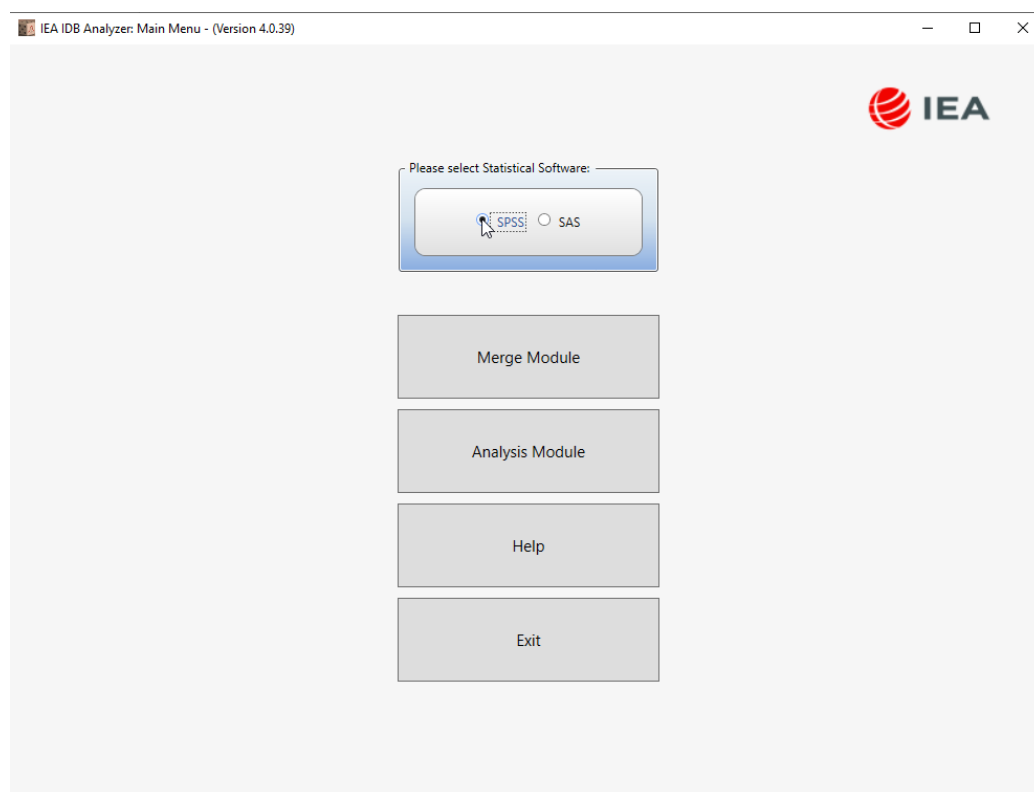 IEA IDB Analyzer: Main Menu - (Version 4.0.39)
IEA
Please select Statistical Software:
SPSS SAS
Merge Module
Analysis Module
Help
Exit